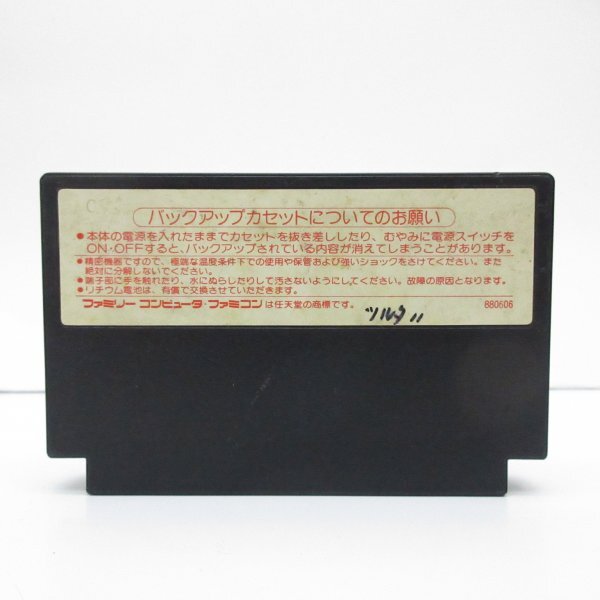 バックアップカセットについてのお願い
●本体の電源を入れたままでカセットを抜き差ししたり、むやみに電源スイッチを
ON・OFFすると、バックアップされている内容が消えてしまうことがあります。
●精密機器ですので、極端な温度条件下での使用や保管および強いショックをさけてください。また
絶対に分解しないでください。
●端子部に手を触れたり、水にぬらしたりして汚さないようにしてください。故障の原因となります。
●リチウム電池は、有償で交換させていただきます。
ファミリーコンピュータ・ファミコンは任天堂の商標です。
880606